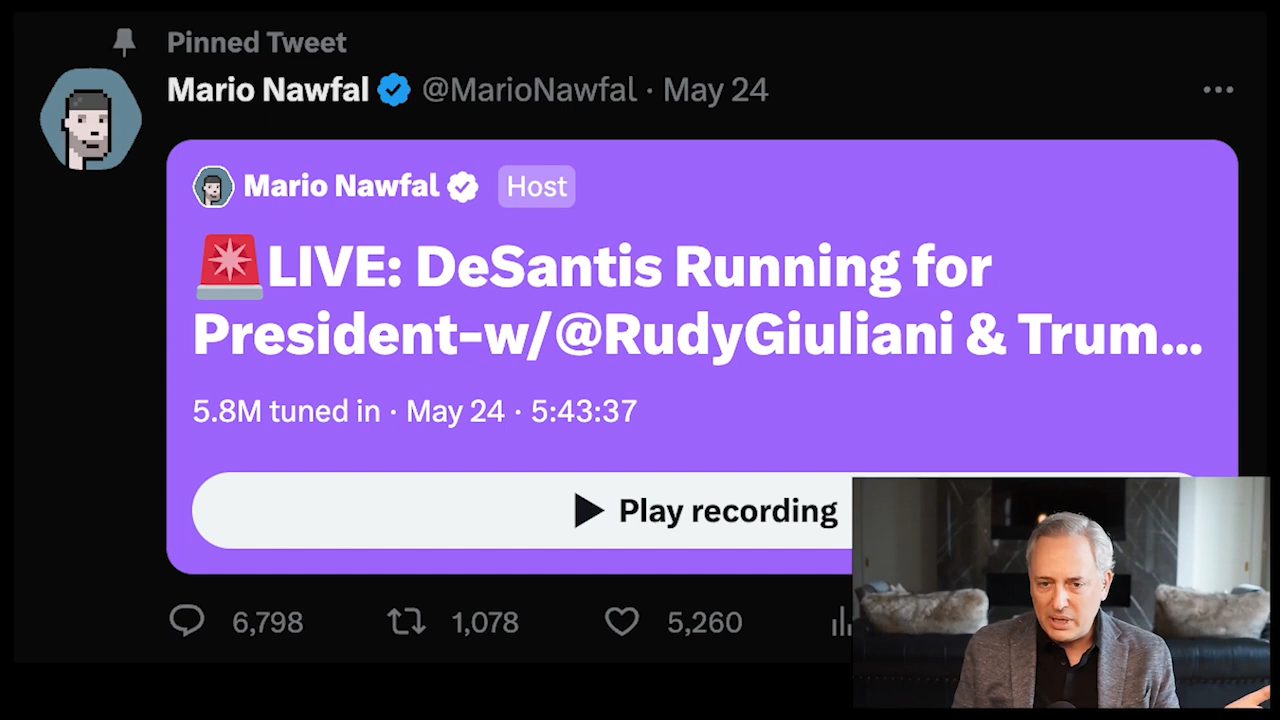 Pinned Tweet
Mario Nawfal @MarioNawfal · May 24
Mario Nawfal Host
🚨LIVE: DeSantis Running for
President-w/@RudyGiuliani & Trum...
5.8M tuned in · May 24 · 5:43:37
Play recording
6,798 1,078 5,260